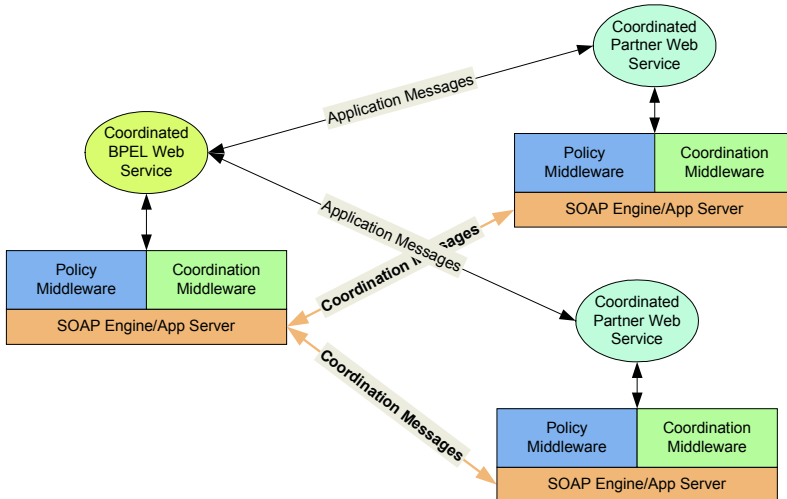 Coordinated
Partner Web
Service
Application Messages
Coordinated
BPEL Web
Service
Policy
Middleware
Coordination
Middleware
SOAP Engine/App Server
Application Messages
Coordination Messages
Policy
Middleware
Coordination
Middleware
SOAP Engine/App Server
Coordinated
Partner Web
Service
Coordination Messages
Policy
Middleware
Coordination
Middleware
SOAP Engine/App Server